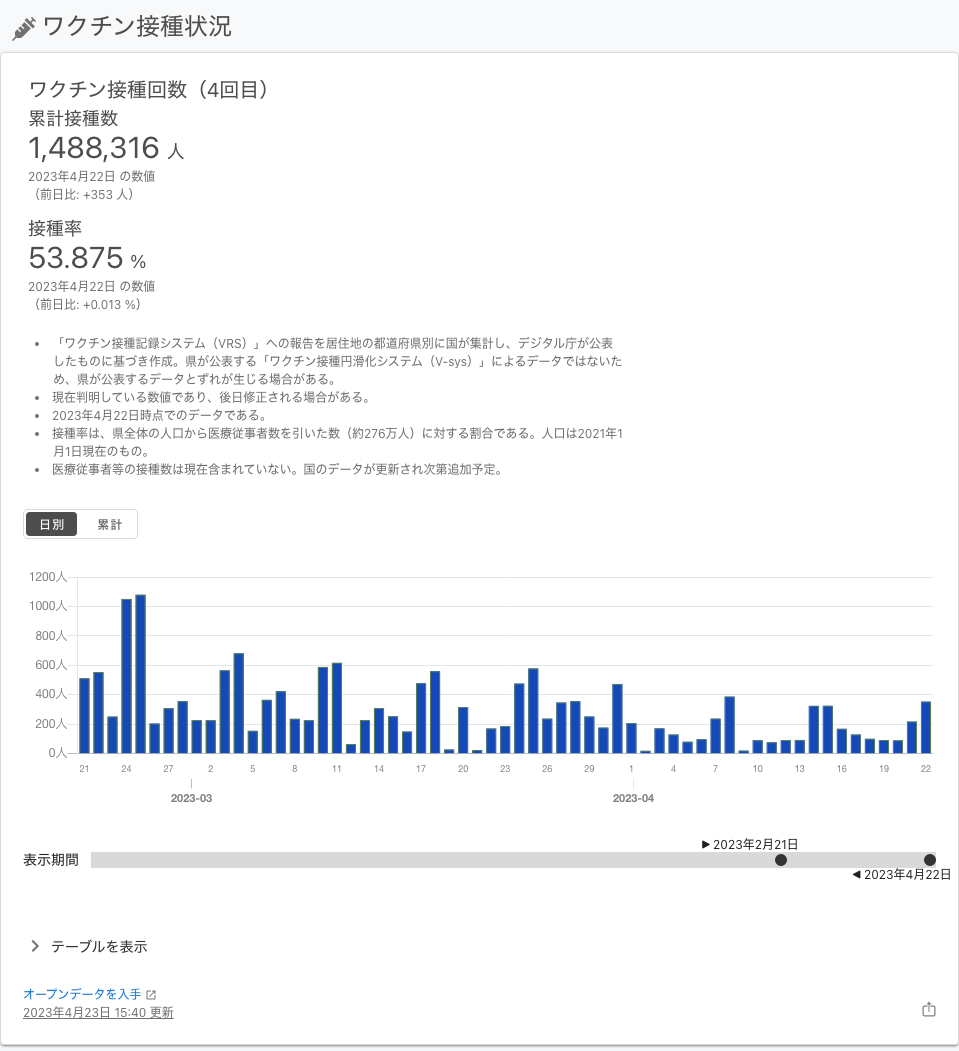 ワクチン接種状況
ワクチン接種回数（4回目）
累計接種数
1,488,316 人
2023年4月22日 の数値
（前日比: +353 人）
接種率
53.875 %
2023年4月22日 の数値
（前日比: +0.013 %）
• 「ワクチン接種記録システム（VRS）」への報告を居住地の都道府県別に国が集計し、デジタル庁が公表
したものに基づき作成。県が公表する「ワクチン接種円滑化システム（V-sys）」によるデータではないた
め、県が公表するデータとずれが生じる場合がある。
• 現在判明している数値であり、後日修正される場合がある。
• 2023年4月22日時点でのデータである。
• 接種率は、県全体の人口から医療従事者数を引いた数（約276万人）に対する割合である。人口は2021年1
月1日現在のもの。
• 医療従事者等の接種数は現在含まれていない。国のデータが更新され次第追加予定。
日別 累計
1200人
1000人
800人
600人
400人
200人
0人
21 24 27 2 5 8 11 14 17 20 23 26 29 1 4 7 10 13 16 19 22
2023-03 2023-04
▶ 2023年2月21日
表示期間
◀ 2023年4月22日
テーブルを表示
オープンデータを入手
2023年4月23日 15:40 更新